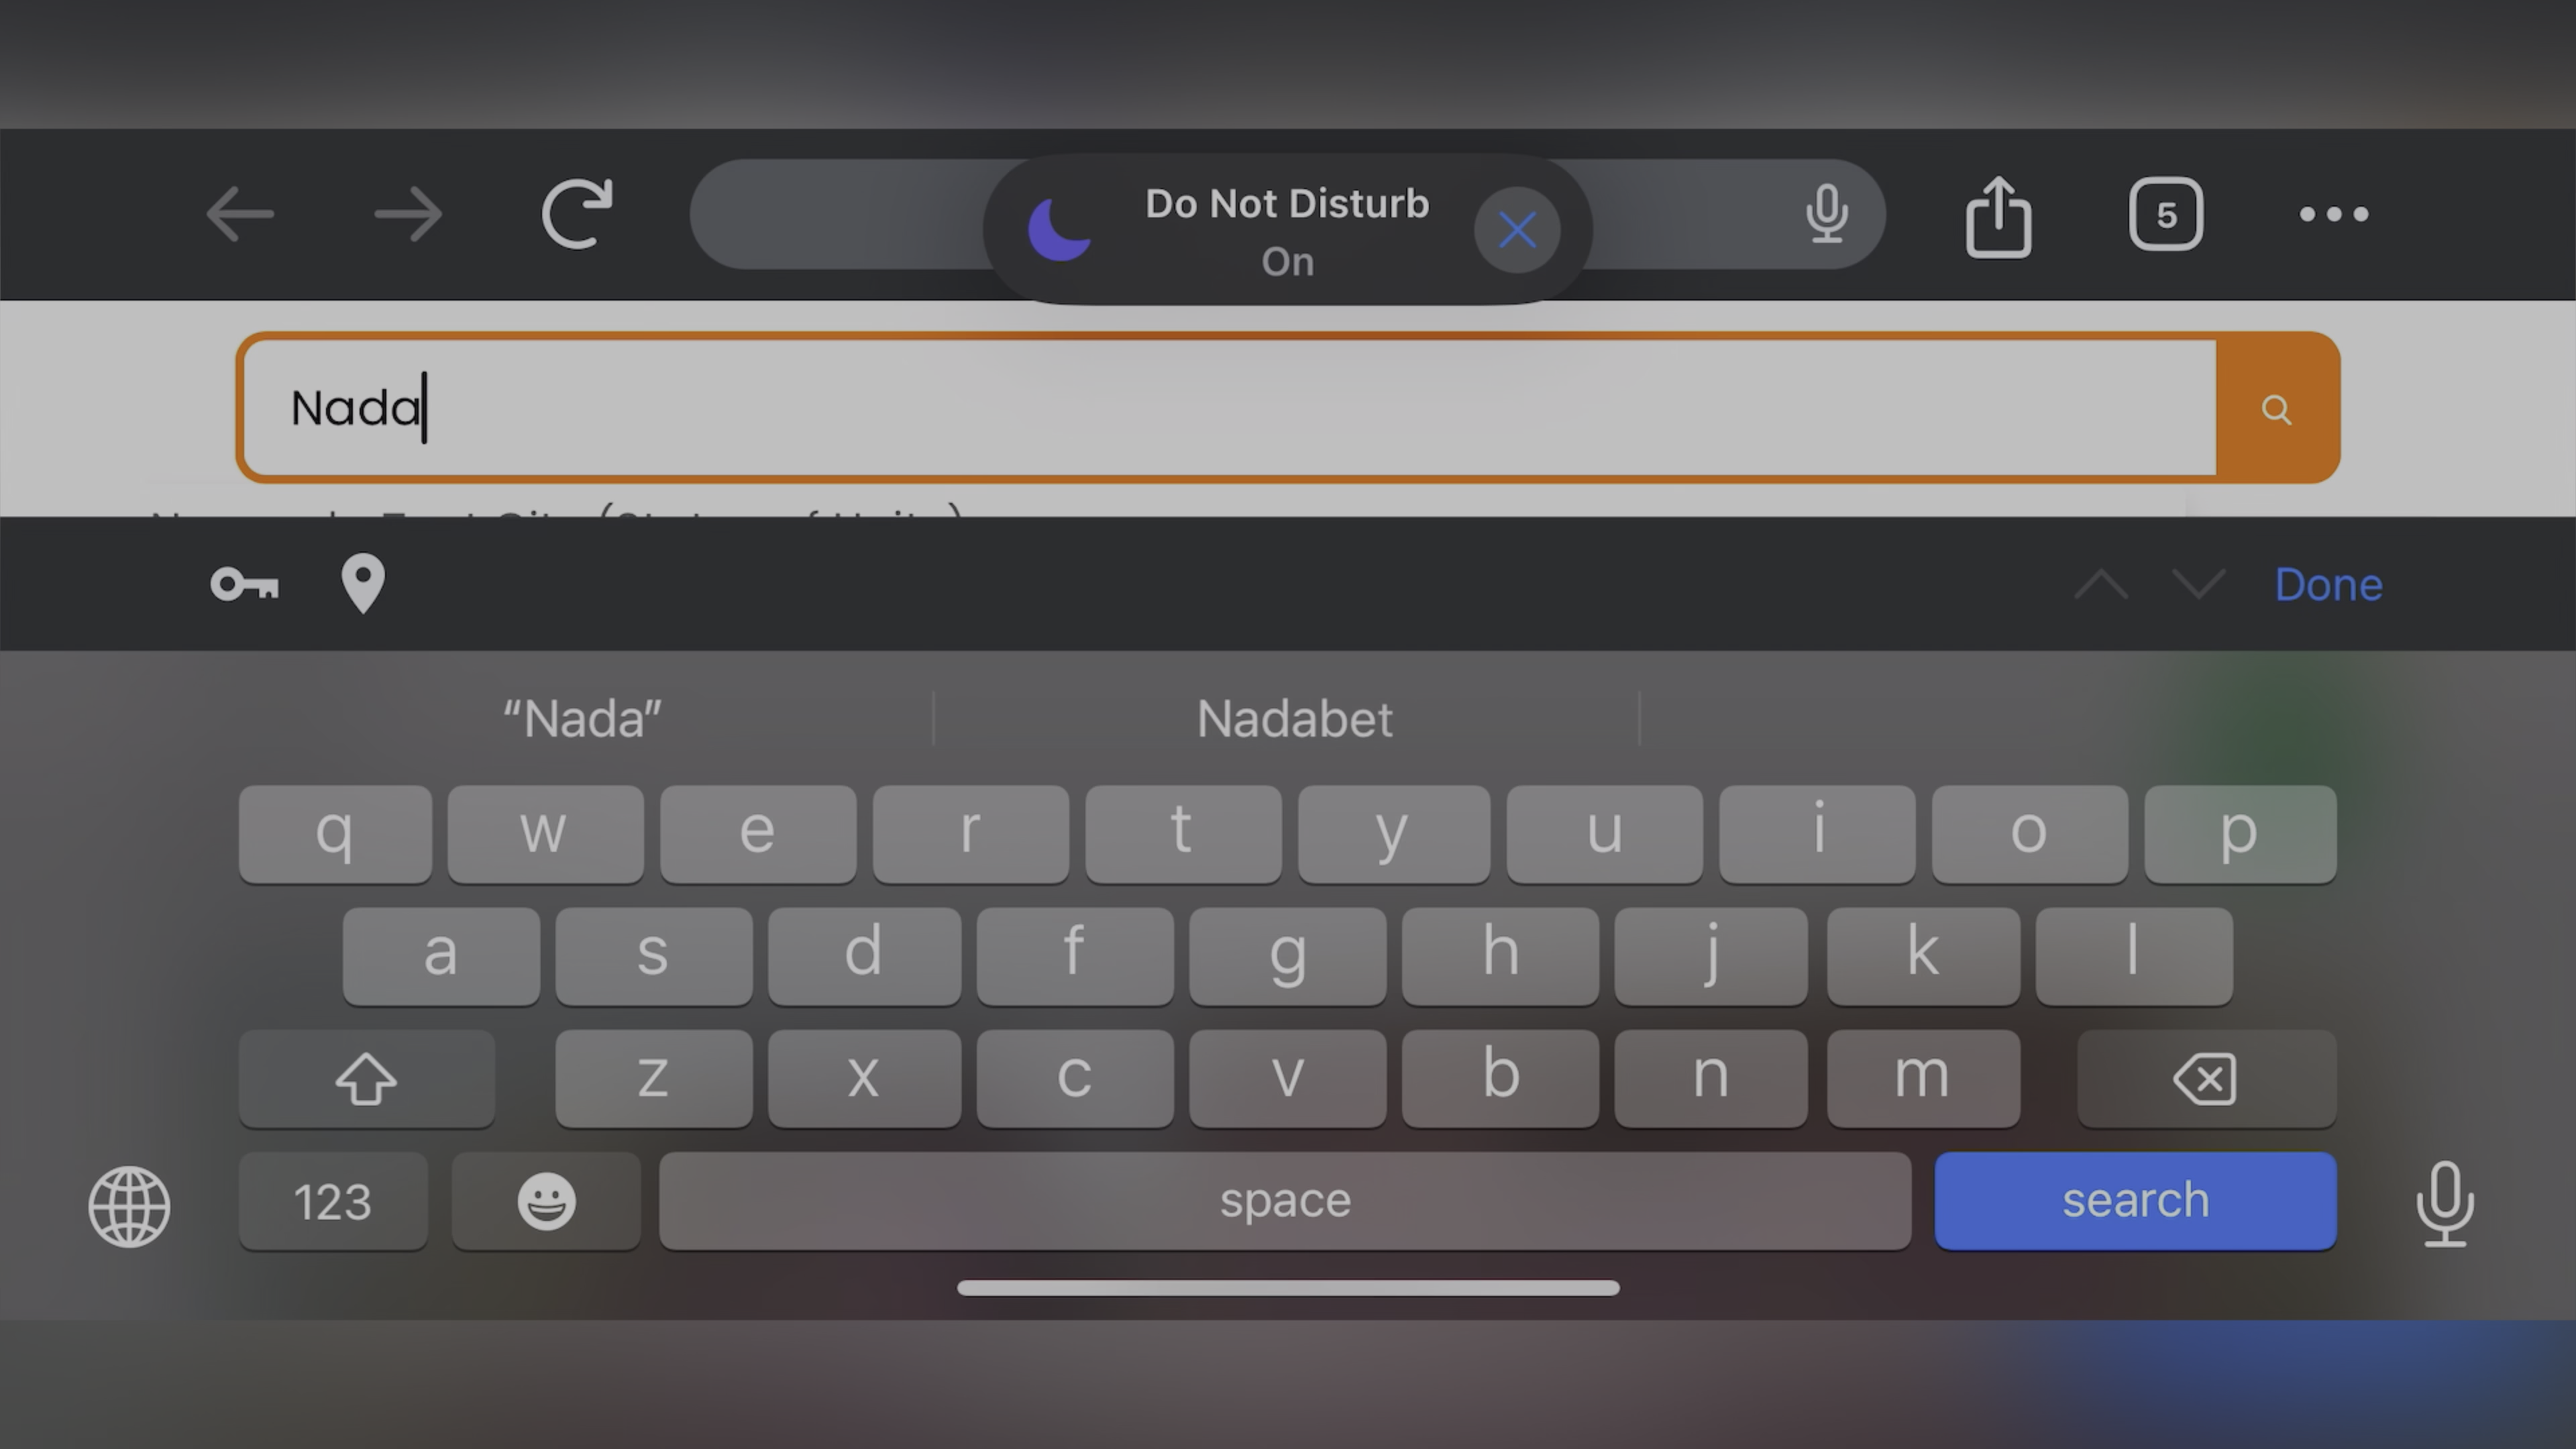 Do Not Disturb
On
5
Nada
Done
“Nada”
Nadabet
q w e r t y u i o p
a s d f g h j k l
z x c v b n m
123
space
search